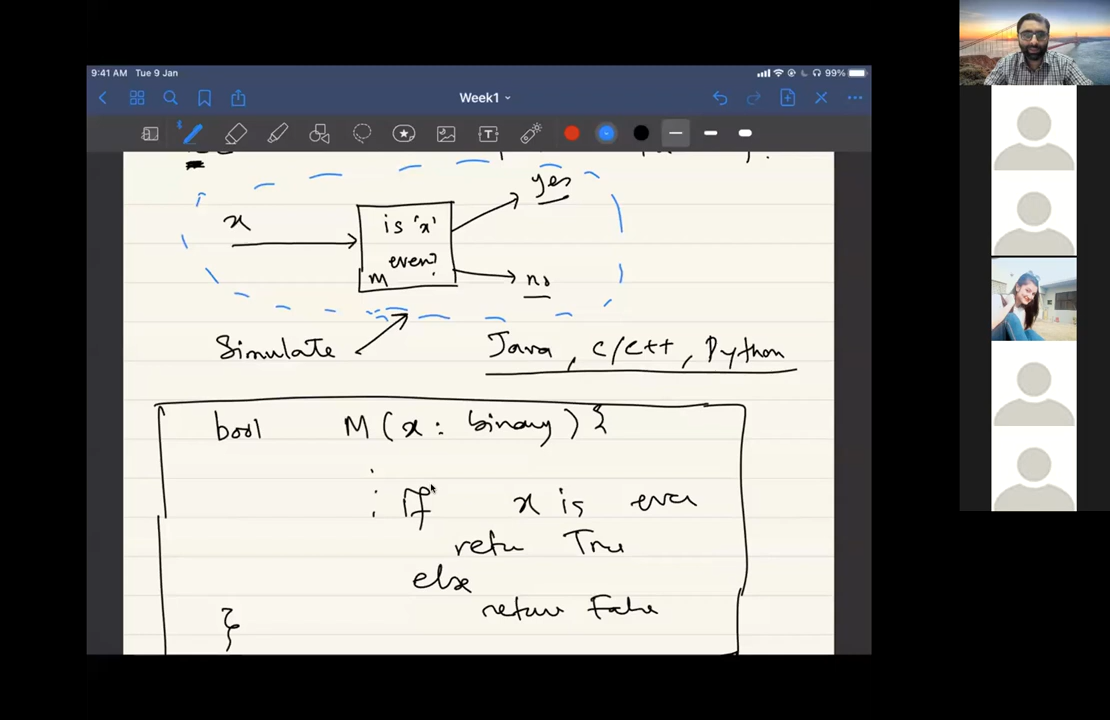 9:41 AM Tue 9 Jan
99%
Week1
T
yes
x
is 'x'
even?
m
no
Simulate
Java, C/C++, Python
bool M(x: binary) {
if x is even
retu True
else
return False
}